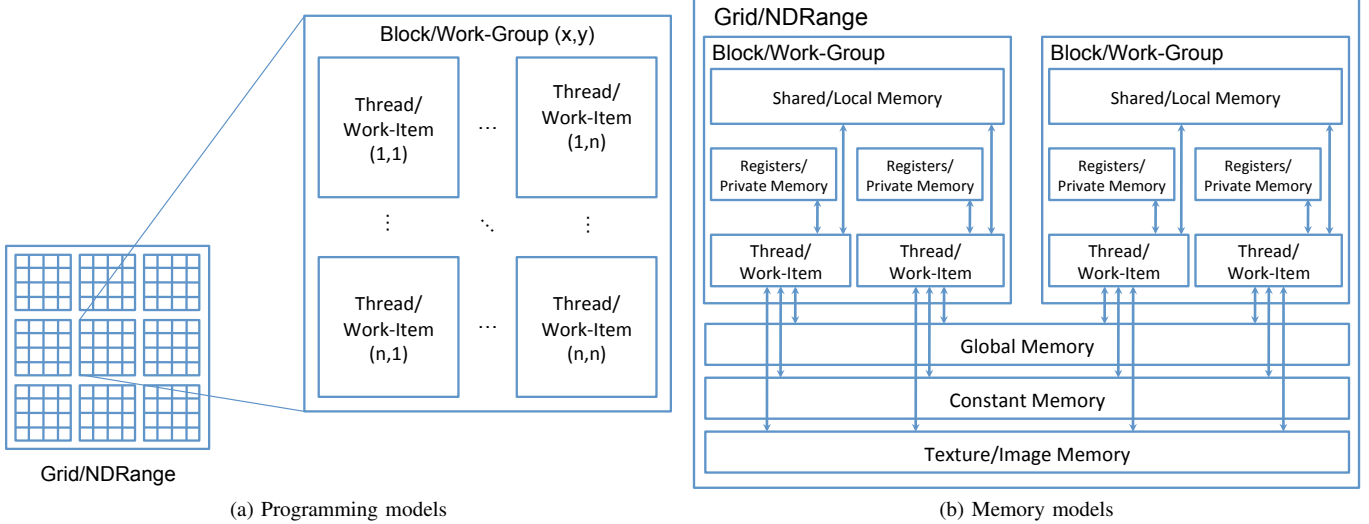 Block/Work-Group (x,y)
Thread/
Work-Item
(1,1)
...
Thread/
Work-Item
(1,n)
Thread/
Work-Item
(n,1)
...
Thread/
Work-Item
(n,n)
Grid/NDRange
(a) Programming models
Grid/NDRange
Block/Work-Group
Shared/Local Memory
Registers/
Private Memory
Registers/
Private Memory
Thread/
Work-Item
Thread/
Work-Item
Block/Work-Group
Shared/Local Memory
Registers/
Private Memory
Registers/
Private Memory
Thread/
Work-Item
Thread/
Work-Item
Global Memory
Constant Memory
Texture/Image Memory
(b) Memory models